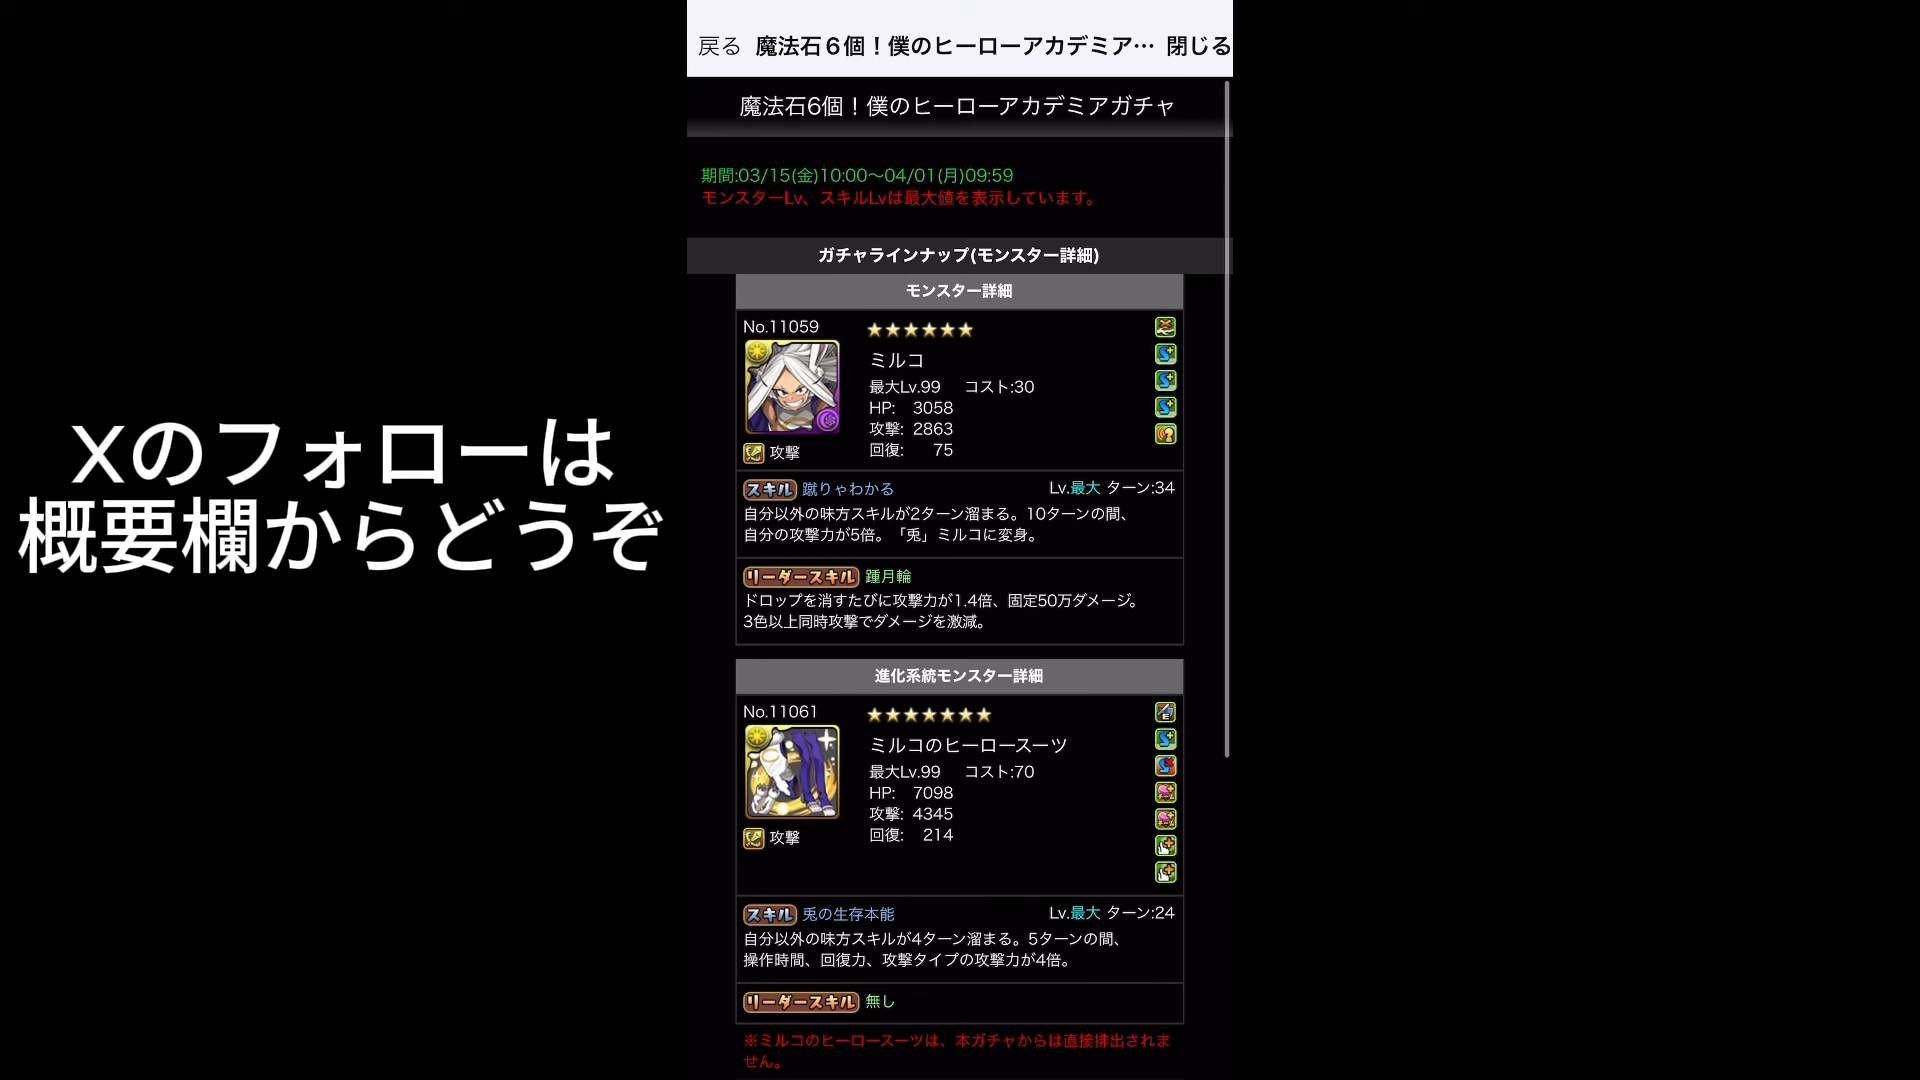 戻る 魔法石６個！僕のヒーローアカデミア… 閉じる
魔法石6個！僕のヒーローアカデミアガチャ
期間:03/15(金)10:00〜04/01(月)09:59
モンスターLv、スキルLvは最大値を表示しています。
ガチャラインナップ(モンスター詳細)
モンスター詳細
No.11059 ★★★★★★
ミルコ
最大Lv.99 コスト:30
HP: 3058
攻撃: 2863
回復: 75
攻撃
スキル 蹴りゃわかる Lv.最大 ターン:34
自分以外の味方スキルが2ターン溜まる。10ターンの間、
自分の攻撃力が5倍。「兎」ミルコに変身。
リーダースキル 踵月輪
ドロップを消すたびに攻撃力が1.4倍、固定50万ダメージ。
3色以上同時攻撃でダメージを激減。
進化系統モンスター詳細
No.11061 ★★★★★★★
ミルコのヒーロースーツ
最大Lv.99 コスト:70
HP: 7098
攻撃: 4345
回復: 214
攻撃
スキル 兎の生存本能 Lv.最大 ターン:24
自分以外の味方スキルが4ターン溜まる。5ターンの間、
操作時間、回復力、攻撃タイプの攻撃力が4倍。
リーダースキル 無し
※ミルコのヒーロースーツは、本ガチャからは直接排出されま
せん。
Xのフォローは
概要欄からどうぞ